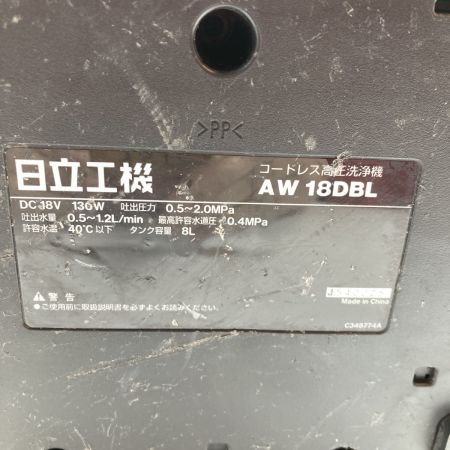 >PP<
日立工機
コードレス高圧洗浄機
AW 18DBL
DC 18V 130W 吐出圧力 0.5~2.0MPa
吐出水量 0.5~1.2L/min 最高許容水道圧 0.4MPa
許容水温 40℃以下 タンク容量 8L
⚠警告
●ご使用前に取扱説明書を必ずよくお読みください。
Made in China
C349774A